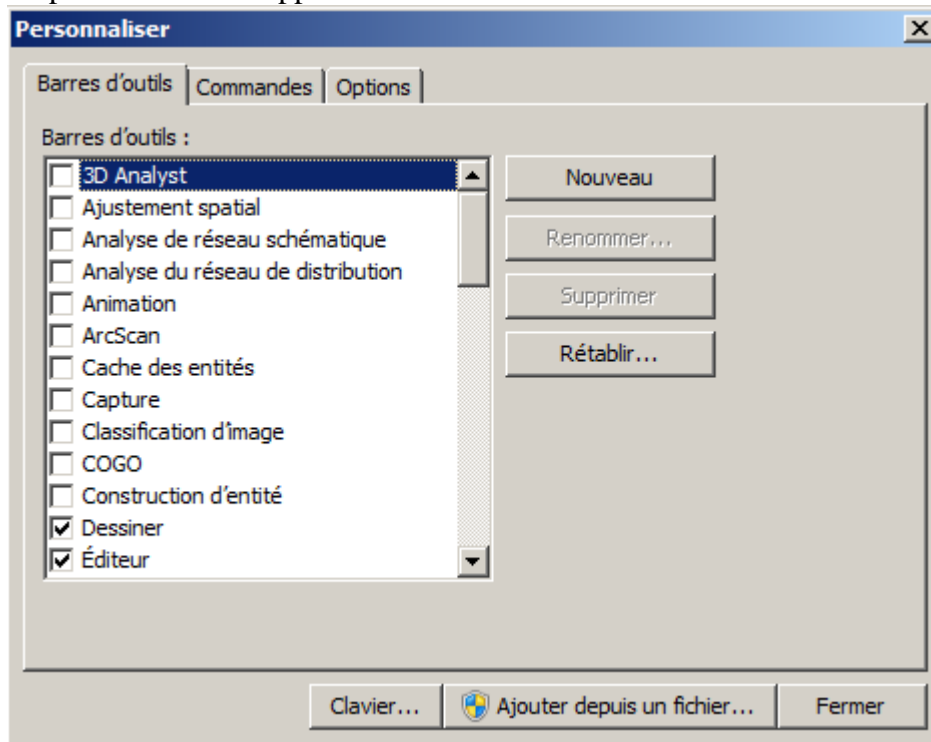 Personnaliser
Barres d'outils Commandes Options
Barres d'outils :
3D Analyst
Ajustement spatial
Analyse de réseau schématique
Analyse du réseau de distribution
Animation
ArcScan
Cache des entités
Capture
Classification d'image
COGO
Construction d'entité
Dessiner
Éditeur
Nouveau
Renommer...
Supprimer
Rétablir...
Clavier... Ajouter depuis un fichier... Fermer